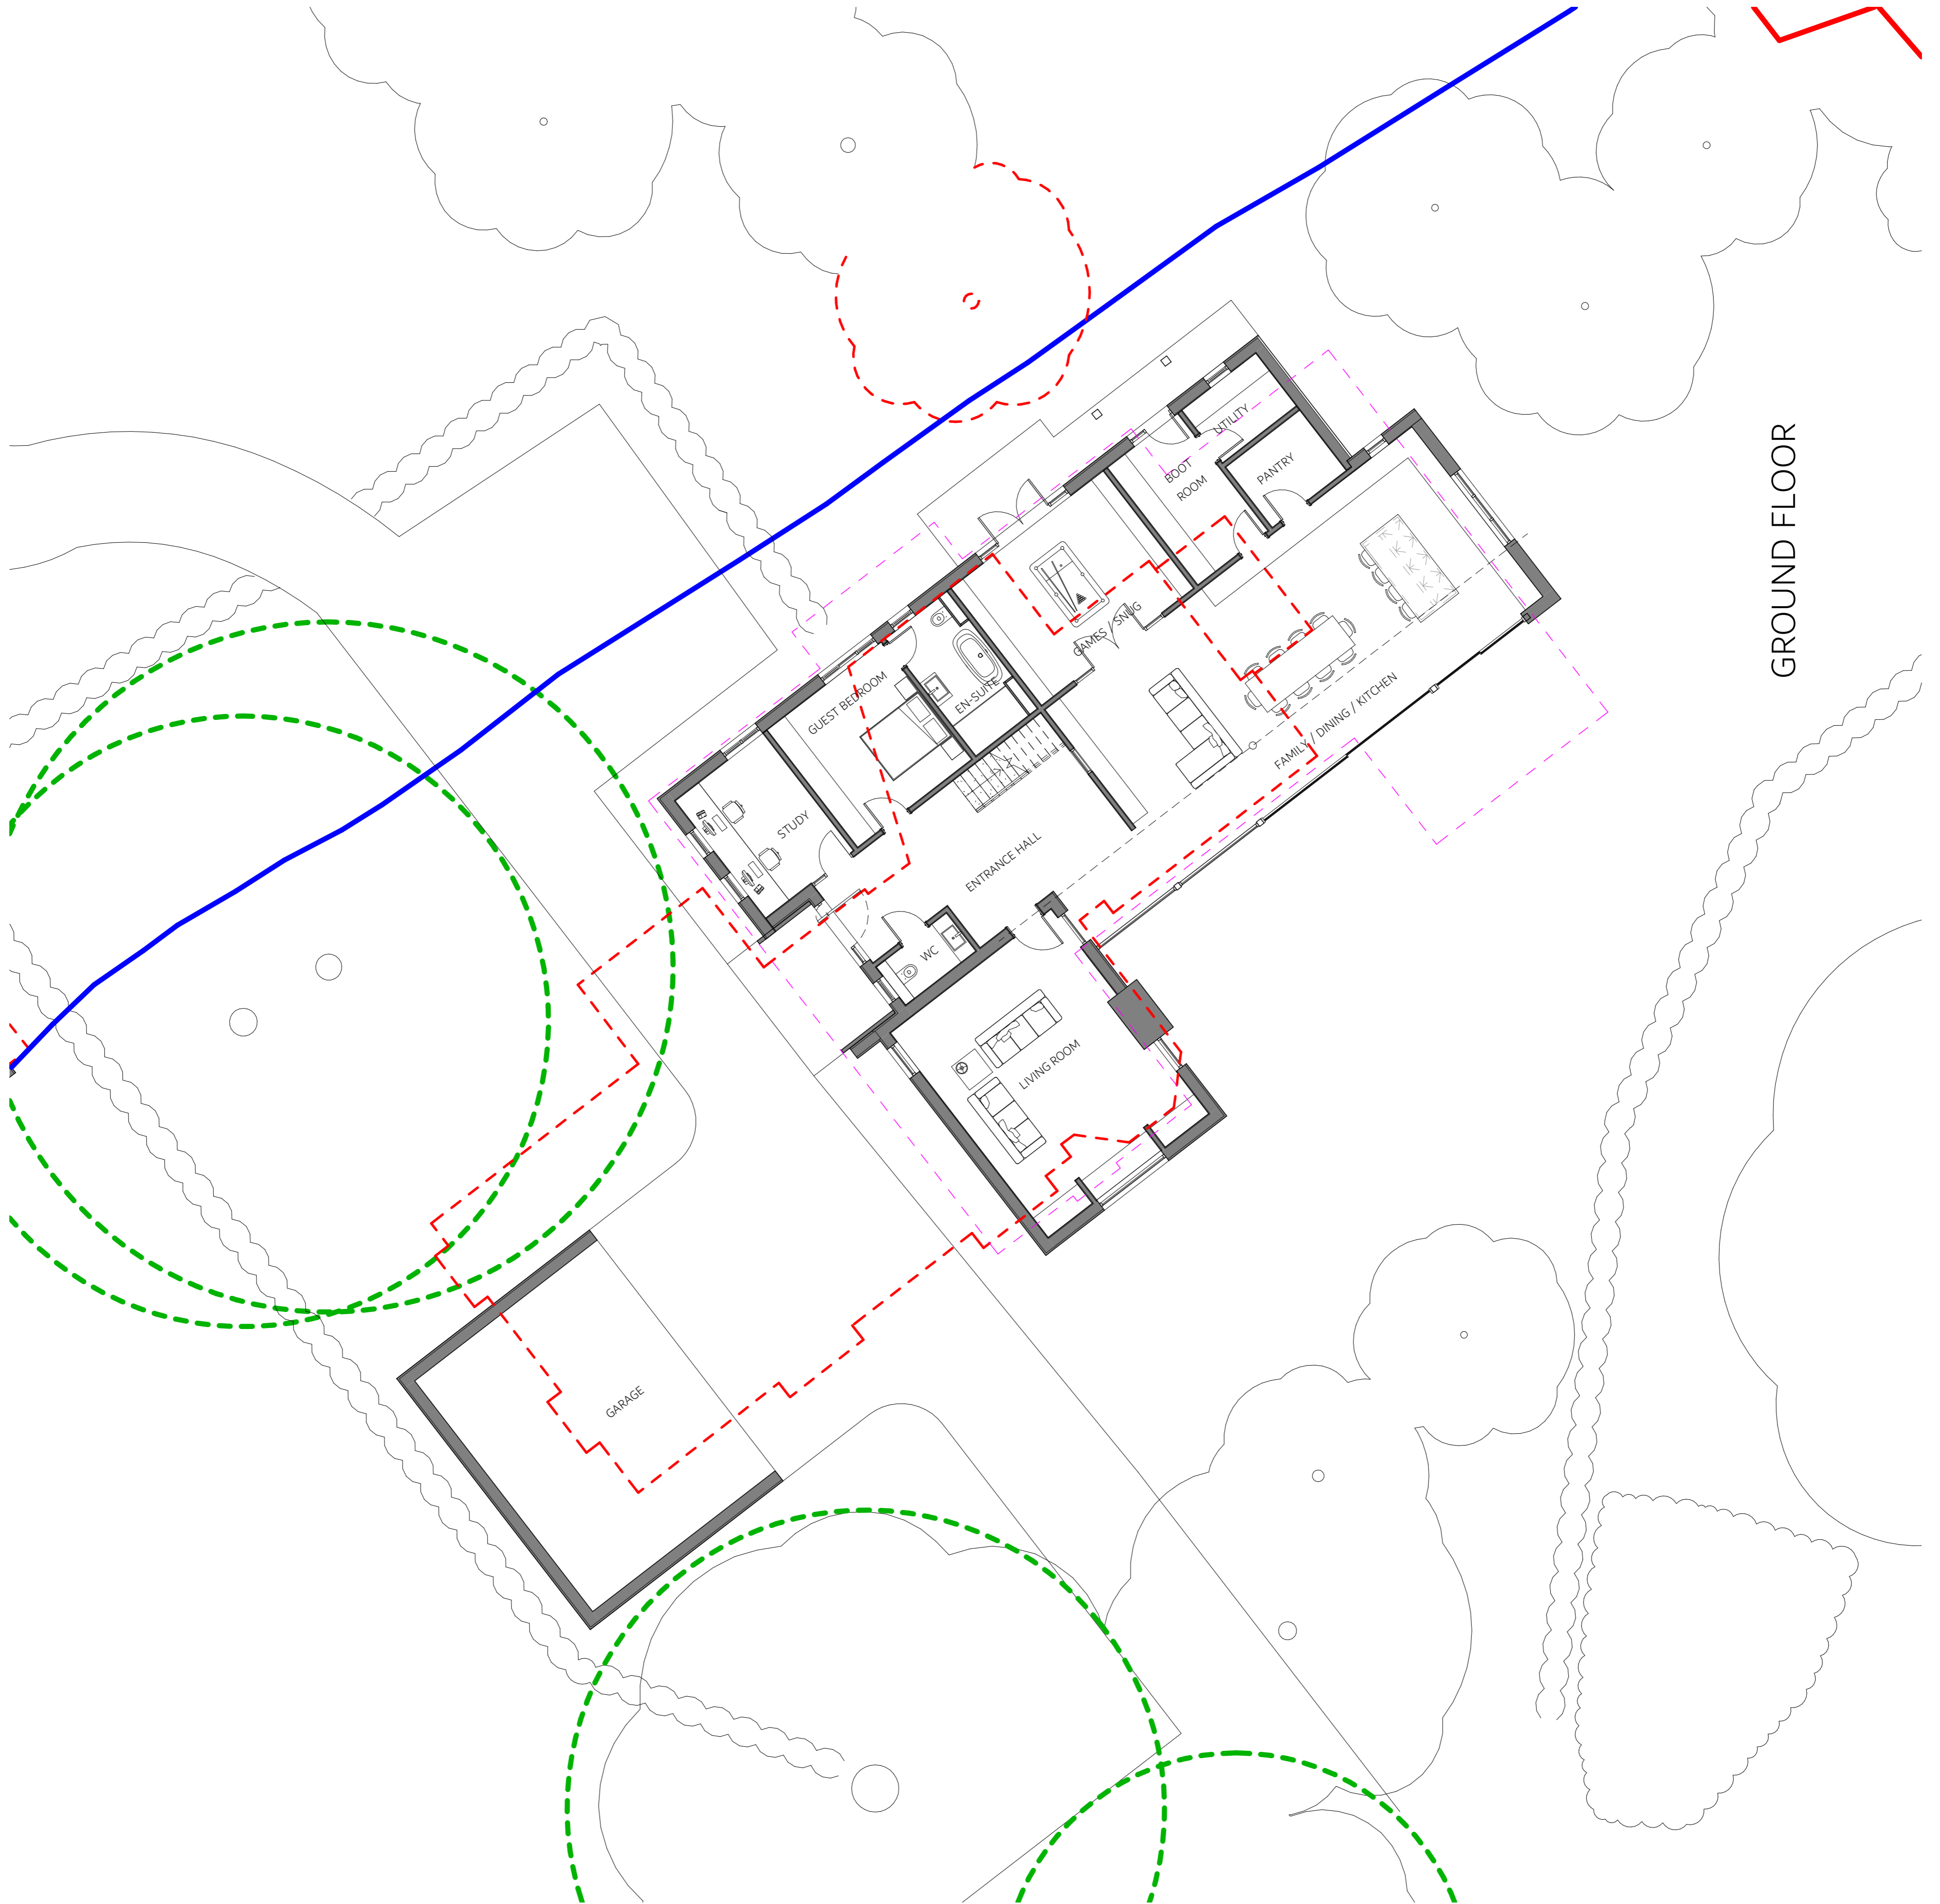 UTILITY
BOOT
ROOM
PANTRY
GAMES / SNUG
GUEST BEDROOM
EN-SUITE
FAMILY / DINING / KITCHEN
STUDY
ENTRANCE HALL
WC
LIVING ROOM
GARAGE
GROUND FLOOR